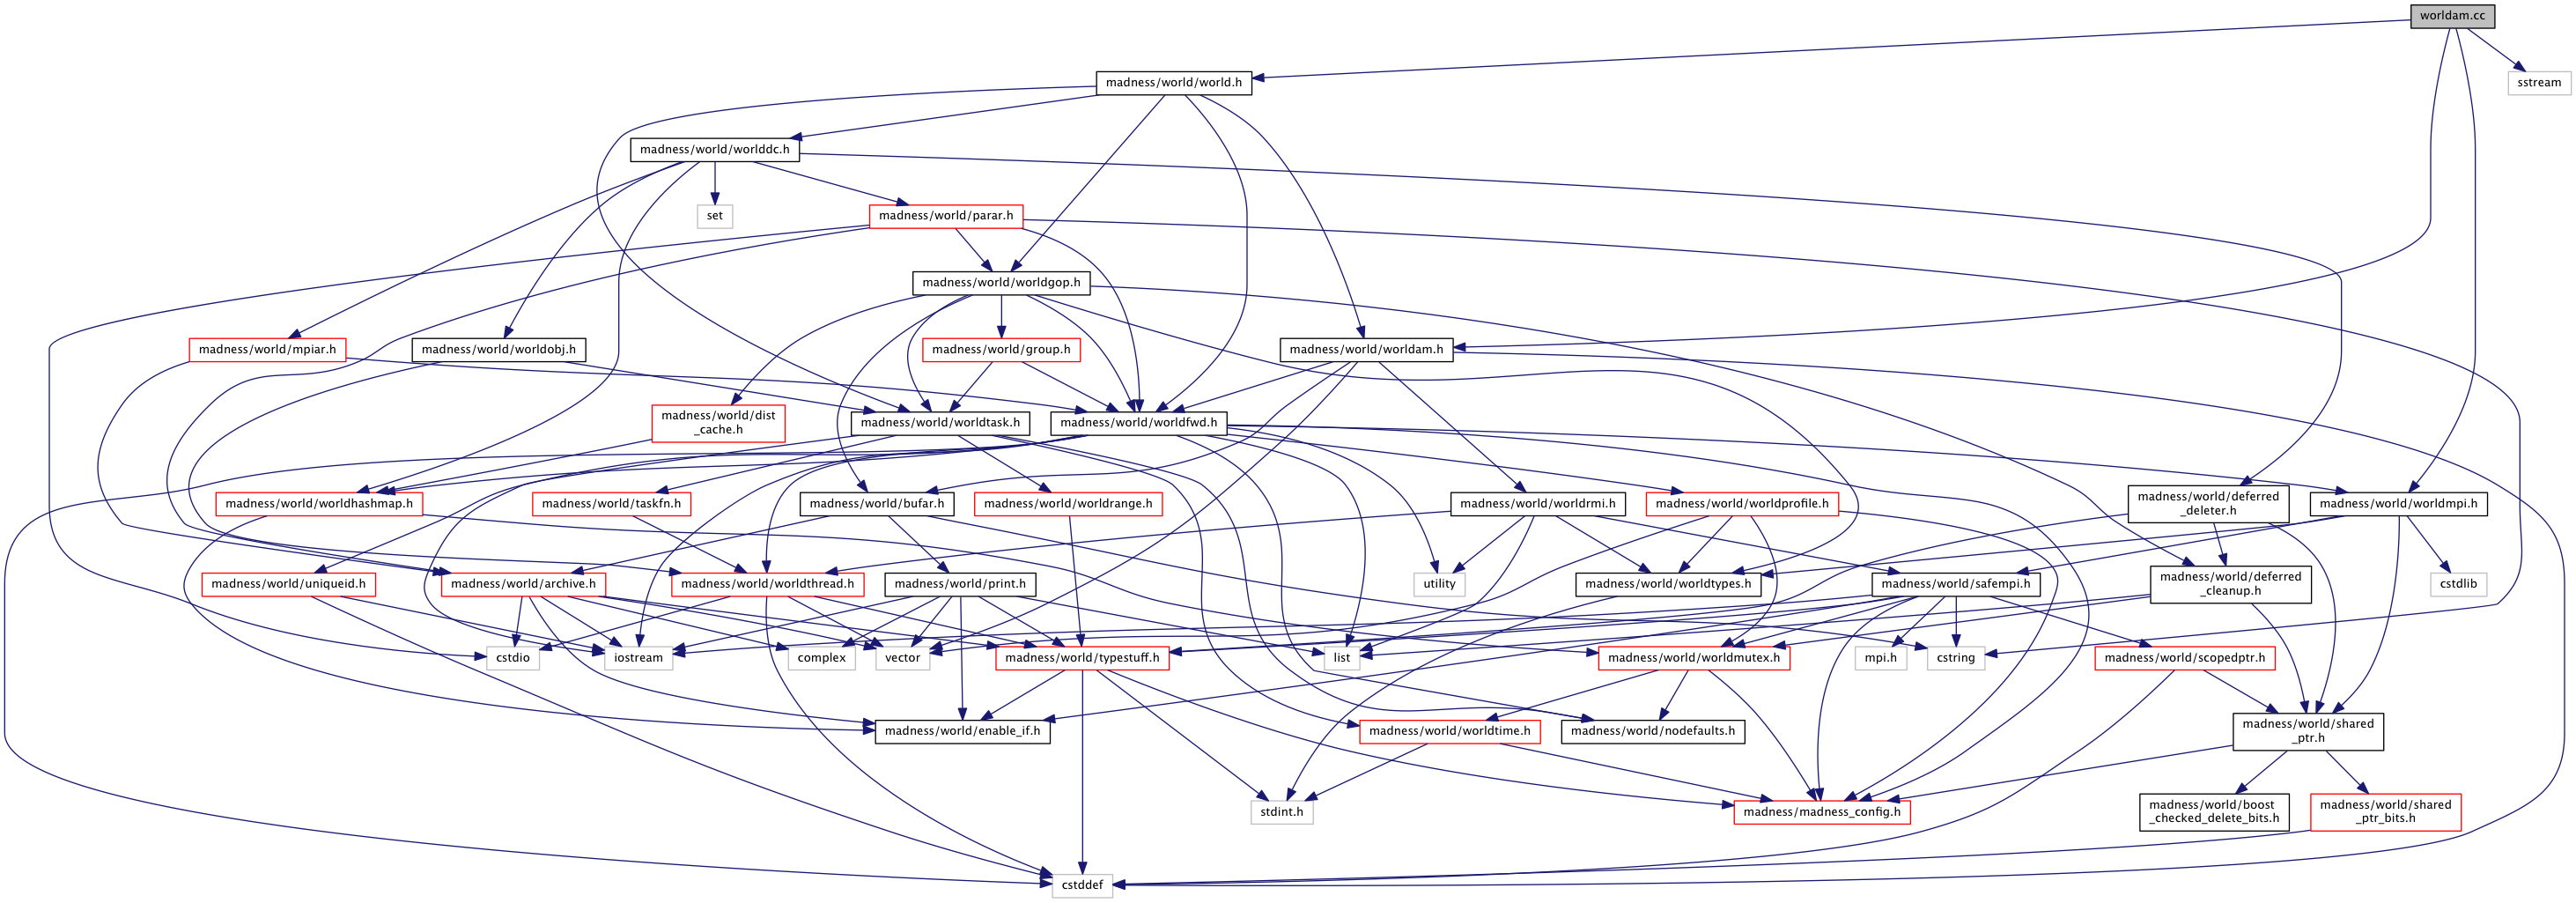 worldam.cc
madness/world/world.h
sstream
madness/world/worlddc.h
set
madness/world/parar.h
madness/world/worldgop.h
madness/world/mpiar.h
madness/world/worldobj.h
madness/world/group.h
madness/world/worldam.h
madness/world/dist
_cache.h
madness/world/worldtask.h
madness/world/worldfwd.h
madness/world/worldhashmap.h
madness/world/taskfn.h
madness/world/bufar.h
madness/world/worldrange.h
madness/world/worldrmi.h
madness/world/worldprofile.h
madness/world/deferred
_deleter.h
madness/world/worldmpi.h
madness/world/uniqueid.h
madness/world/archive.h
madness/world/worldthread.h
madness/world/print.h
utility
madness/world/worldtypes.h
madness/world/safempi.h
madness/world/deferred
_cleanup.h
cstdlib
cstdio
iostream
complex
vector
madness/world/typestuff.h
list
madness/world/worldmutex.h
mpi.h
cstring
madness/world/scopedptr.h
madness/world/enable_if.h
madness/world/worldtime.h
madness/world/nodefaults.h
madness/world/shared
_ptr.h
stdint.h
madness/madness_config.h
madness/world/boost
_checked_delete_bits.h
madness/world/shared
_ptr_bits.h
cstddef